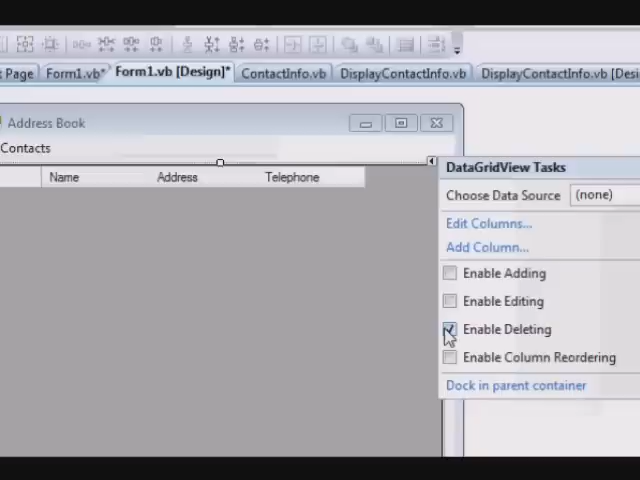 Page Form1.vb* Form1.vb [Design]* ContactInfo.vb DisplayContactInfo.vb DisplayContactInfo.vb [Desi
Address Book
Contacts
Name Address Telephone
DataGridView Tasks
Choose Data Source (none)
Edit Columns...
Add Column...
Enable Adding
Enable Editing
Enable Deleting
Enable Column Reordering
Dock in parent container